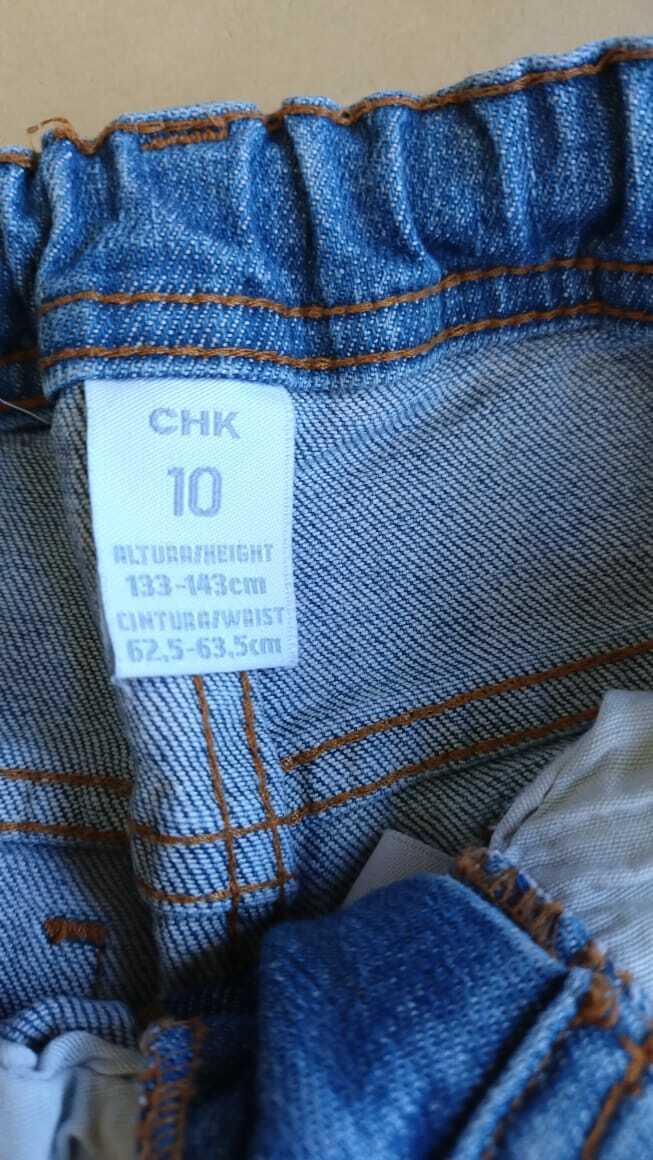 CHK
10
ALTURA/HEIGHT
133-143cm
CINTURA/WAIST
62,5-63,5cm